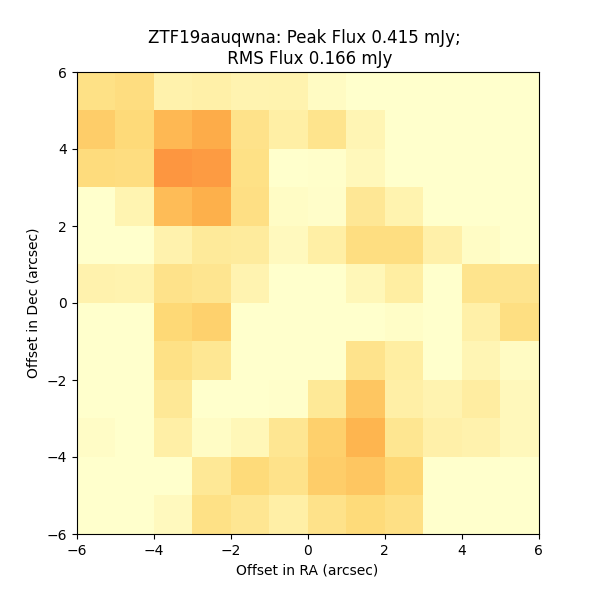 ZTF19aauqwna: Peak Flux 0.415 mJy;
RMS Flux 0.166 mJy
6
4
2
0
−2
−4
−6
Offset in Dec (arcsec)
−6 −4 −2 0 2 4 6
Offset in RA (arcsec)